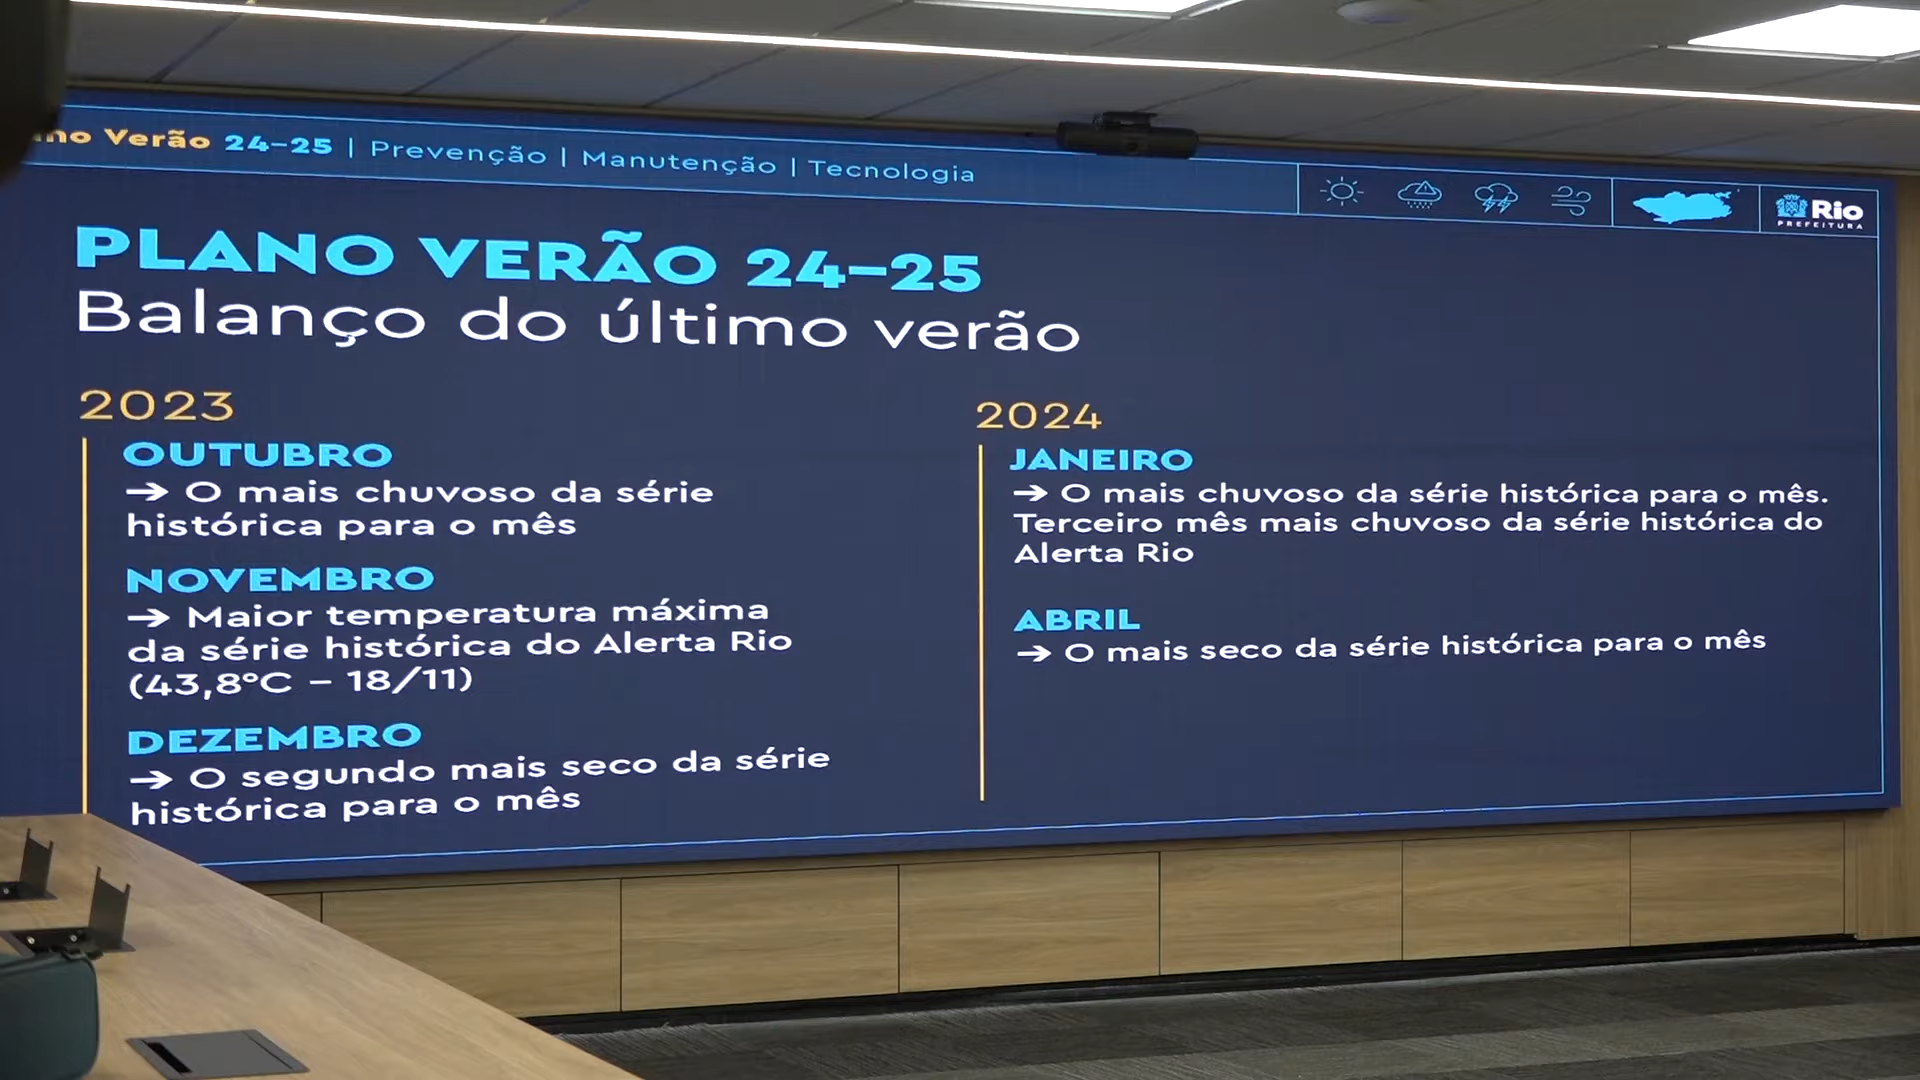 Verão 24–25 | Prevenção | Manutenção | Tecnologia
Rio
PREFEITURA
PLANO VERÃO 24–25
Balanço do último verão
2023
OUTUBRO
→ O mais chuvoso da série
histórica para o mês
NOVEMBRO
→ Maior temperatura máxima
da série histórica do Alerta Rio
(43,8ºC – 18/11)
DEZEMBRO
→ O segundo mais seco da série
histórica para o mês
2024
JANEIRO
→ O mais chuvoso da série histórica para o mês.
Terceiro mês mais chuvoso da série histórica do
Alerta Rio
ABRIL
→ O mais seco da série histórica para o mês